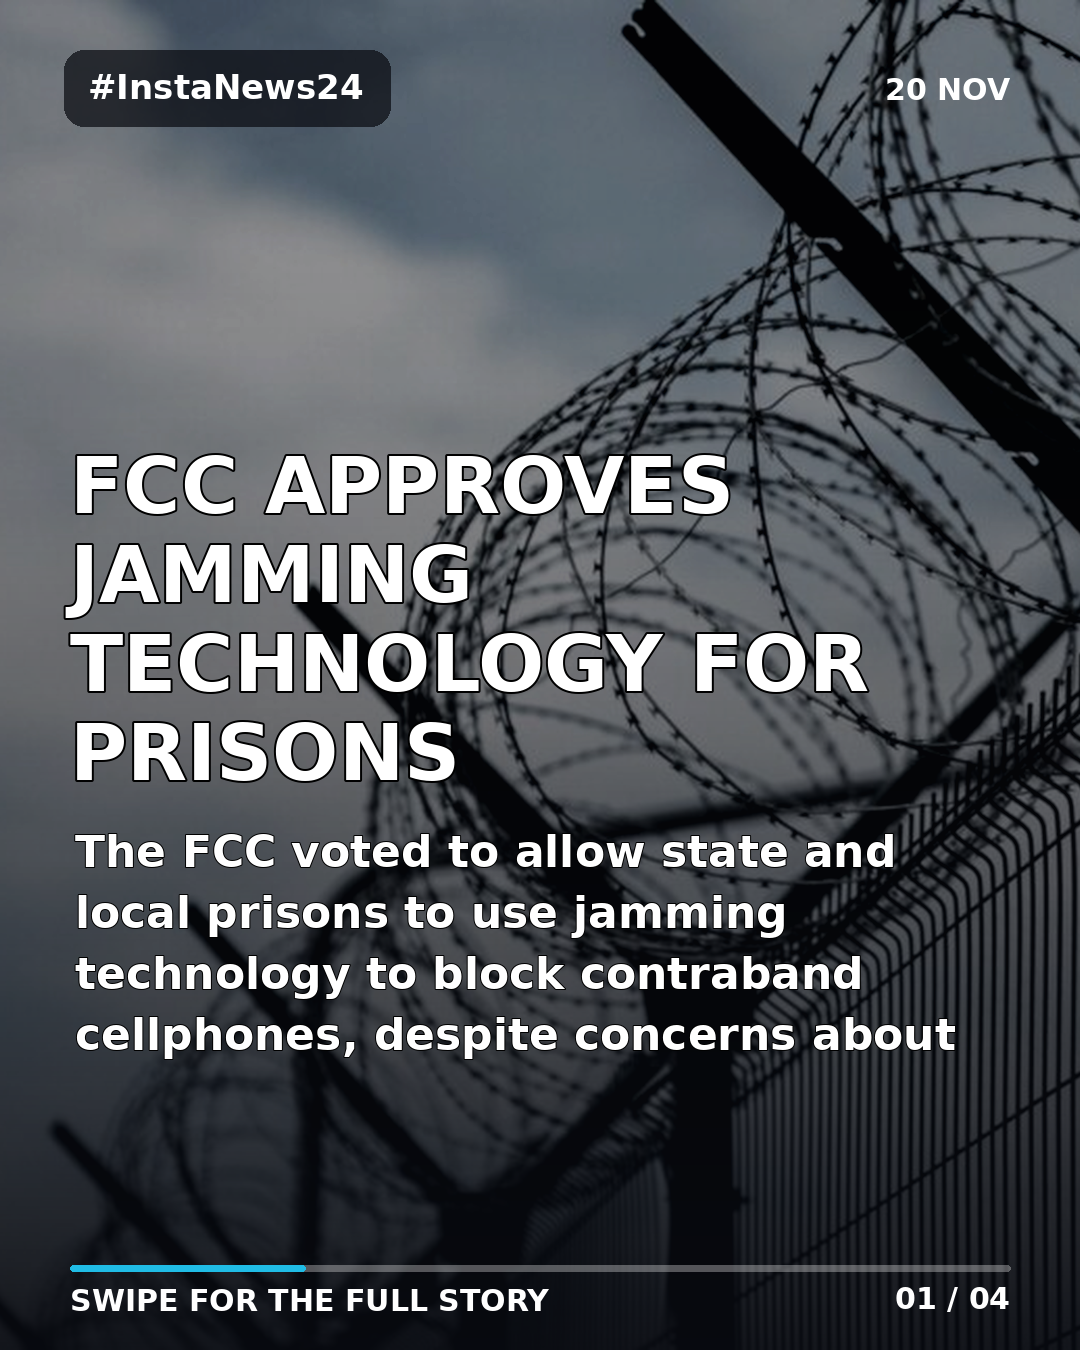 #InstaNews24
20 NOV
FCC APPROVES
JAMMING
TECHNOLOGY FOR
PRISONS
The FCC voted to allow state and
local prisons to use jamming
technology to block contraband
cellphones, despite concerns about
SWIPE FOR THE FULL STORY
01 / 04